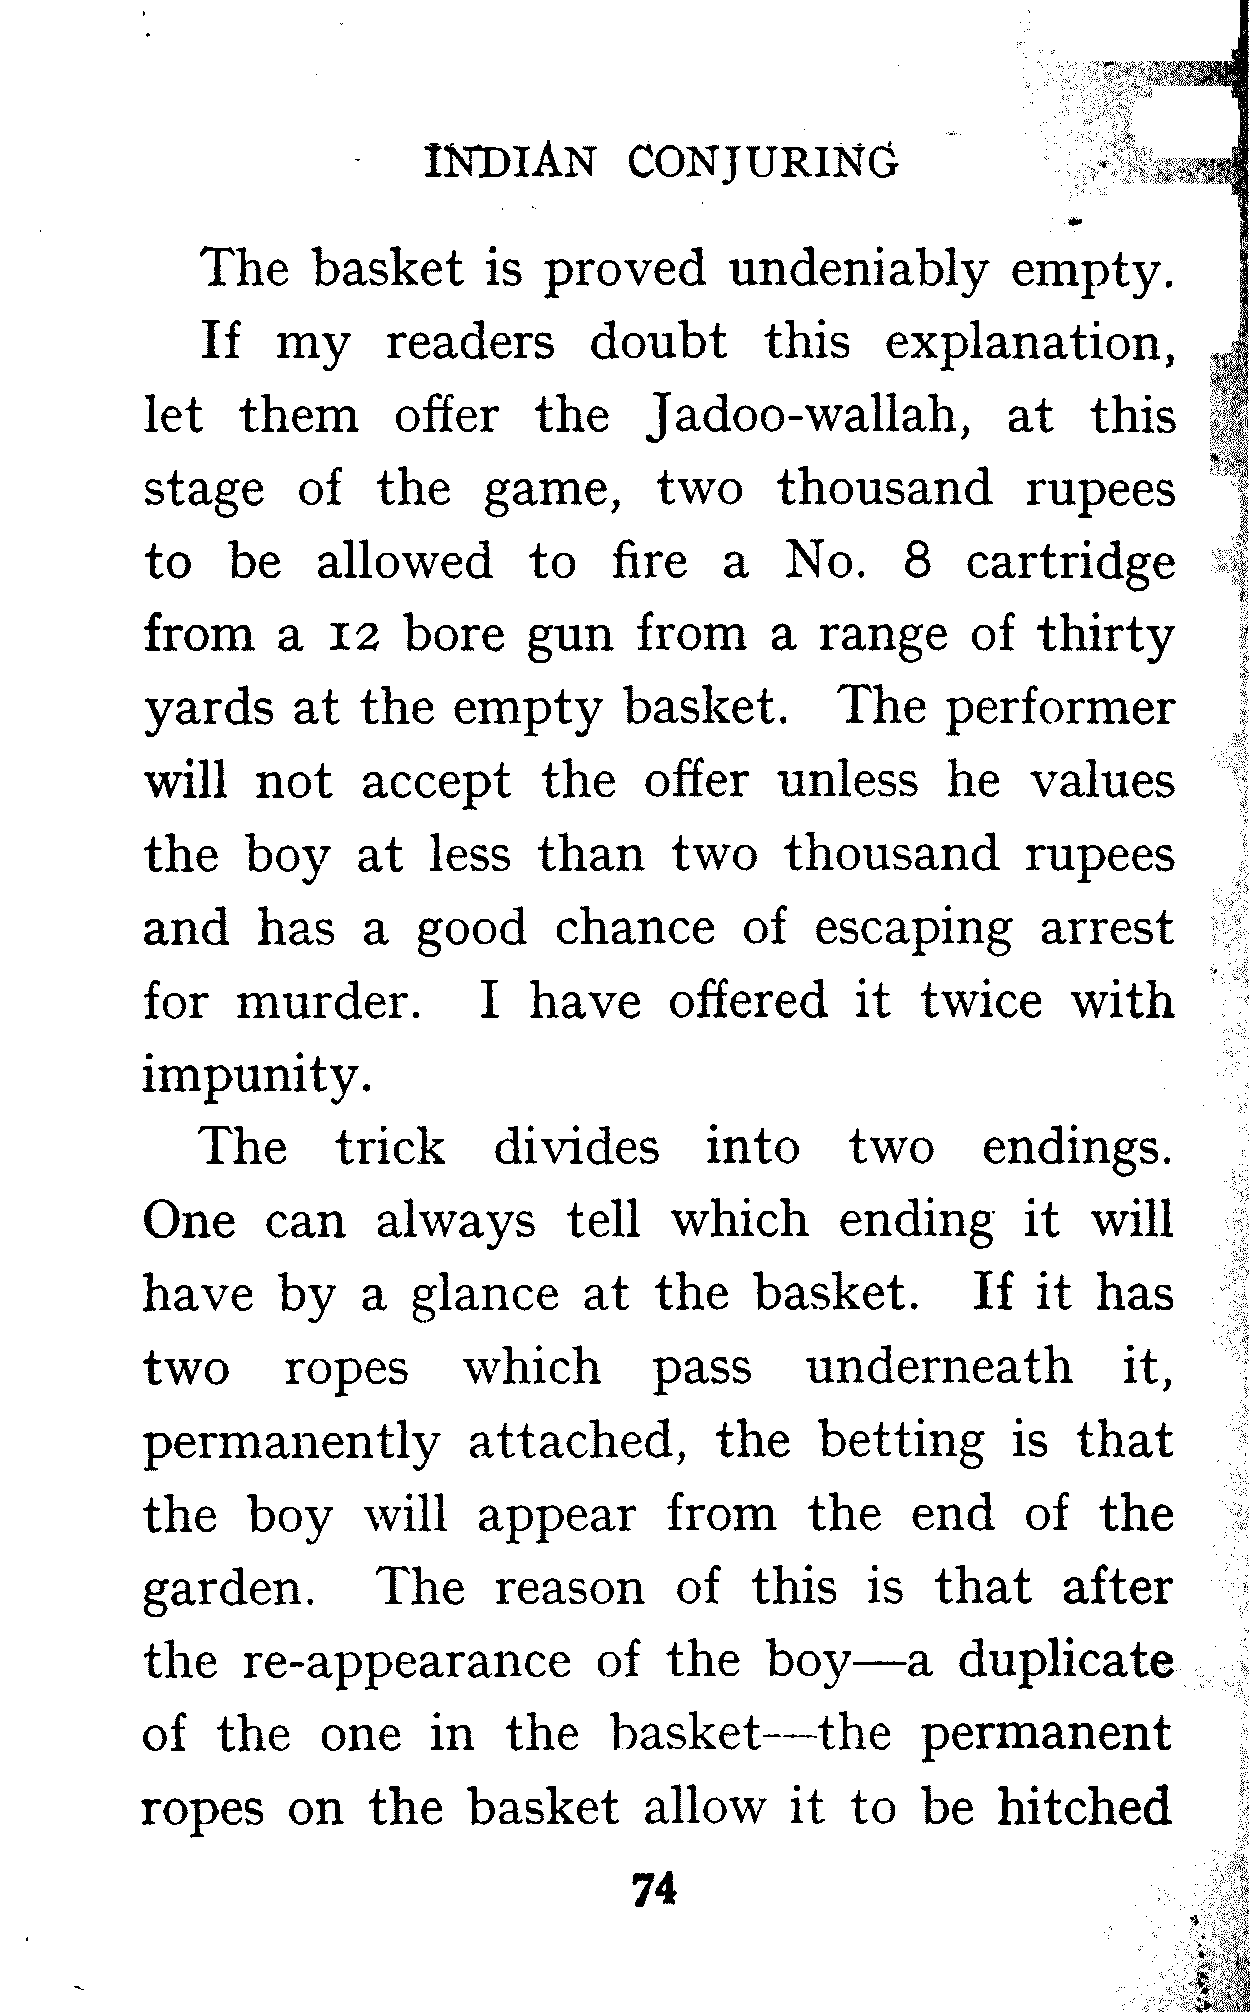 INDIAN CONJURING
The basket is proved undeniably empty.
If my readers doubt this explanation,
let them offer the Jadoo-wallah, at this
stage of the game, two thousand rupees
to be allowed to fire a No. 8 cartridge
from a 12 bore gun from a range of thirty
yards at the empty basket. The performer
will not accept the offer unless he values
the boy at less than two thousand rupees
and has a good chance of escaping arrest
for murder. I have offered it twice with
impunity.
The trick divides into two endings.
One can always tell which ending it will
have by a glance at the basket. If it has
two ropes which pass underneath it,
permanently attached, the betting is that
the boy will appear from the end of the
garden. The reason of this is that after
the re-appearance of the boy—a duplicate
of the one in the basket—the permanent
ropes on the basket allow it to be hitched
74